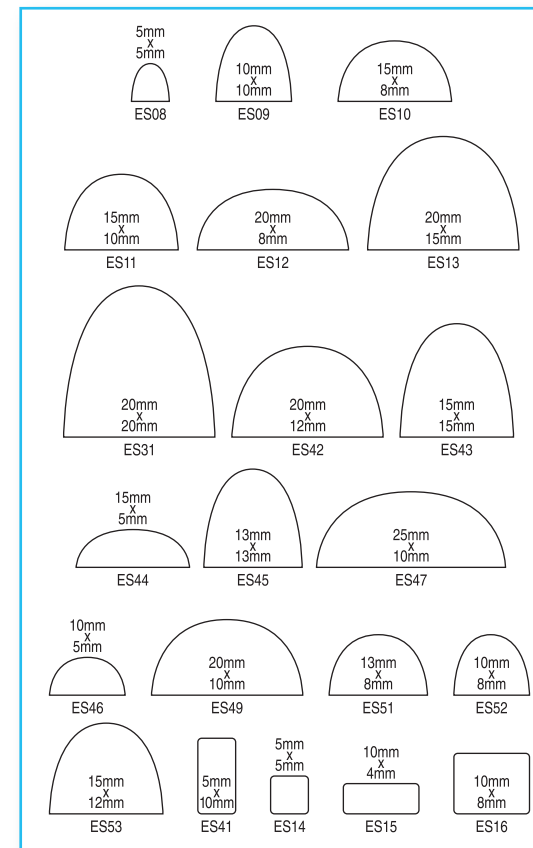 5mm
x
5mm
ES08
10mm
x
10mm
ES09
15mm
x
8mm
ES10
15mm
x
10mm
ES11
20mm
x
8mm
ES12
20mm
x
15mm
ES13
20mm
x
20mm
ES31
20mm
x
12mm
ES42
15mm
x
15mm
ES43
15mm
x
5mm
ES44
13mm
x
13mm
ES45
25mm
x
10mm
ES47
10mm
x
5mm
ES46
20mm
x
10mm
ES49
13mm
x
8mm
ES51
10mm
x
8mm
ES52
15mm
x
12mm
ES53
5mm
x
10mm
ES41
5mm
x
5mm
ES14
10mm
x
4mm
ES15
10mm
x
8mm
ES16